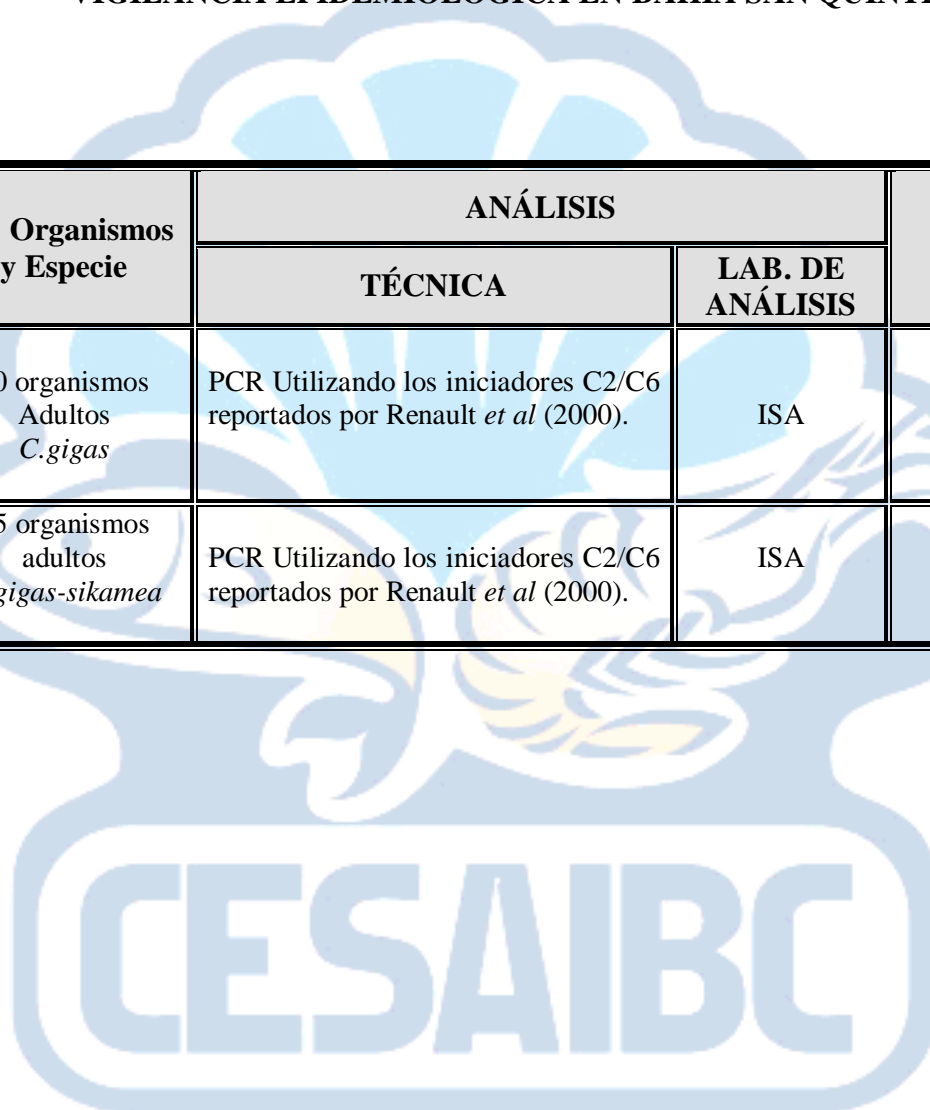 VIGILANCIA EPIDEMIOLÓGICA EN BAHÍA SAN
Organismos
y Especie
ANÁLISIS
TÉCNICA
LAB. DE
ANÁLISIS
organismos
Adultos
C.gigas
PCR Utilizando los iniciadores C2/C6
reportados por Renault et al (2000).
ISA
organismos
adultos
gigas-sikamea
PCR Utilizando los iniciadores C2/C6
reportados por Renault et al (2000).
ISA
CESAIBC